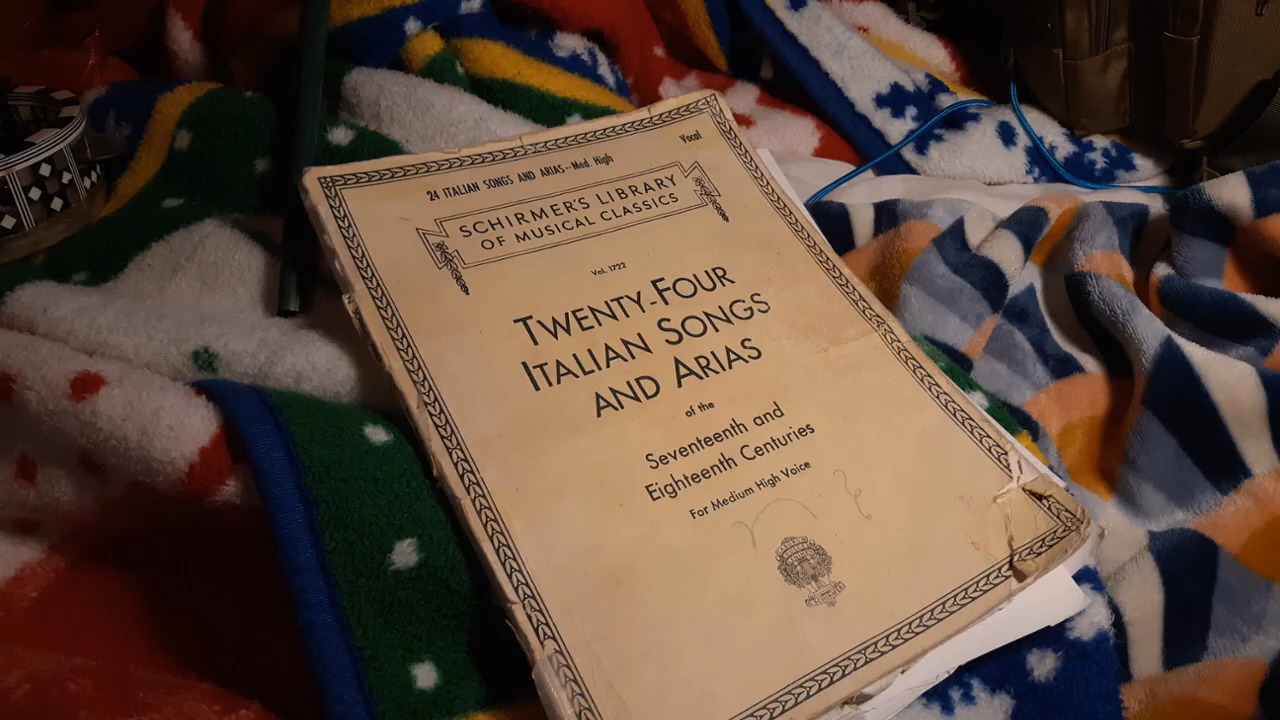 24 ITALIAN SONGS AND ARIAS--Med. High
Vocal
SCHIRMER'S LIBRARY
OF MUSICAL CLASSICS
Vol. 1722
TWENTY-FOUR
ITALIAN SONGS
AND ARIAS
of the
Seventeenth and
Eighteenth Centuries
For Medium High Voice
G. SCHIRMER